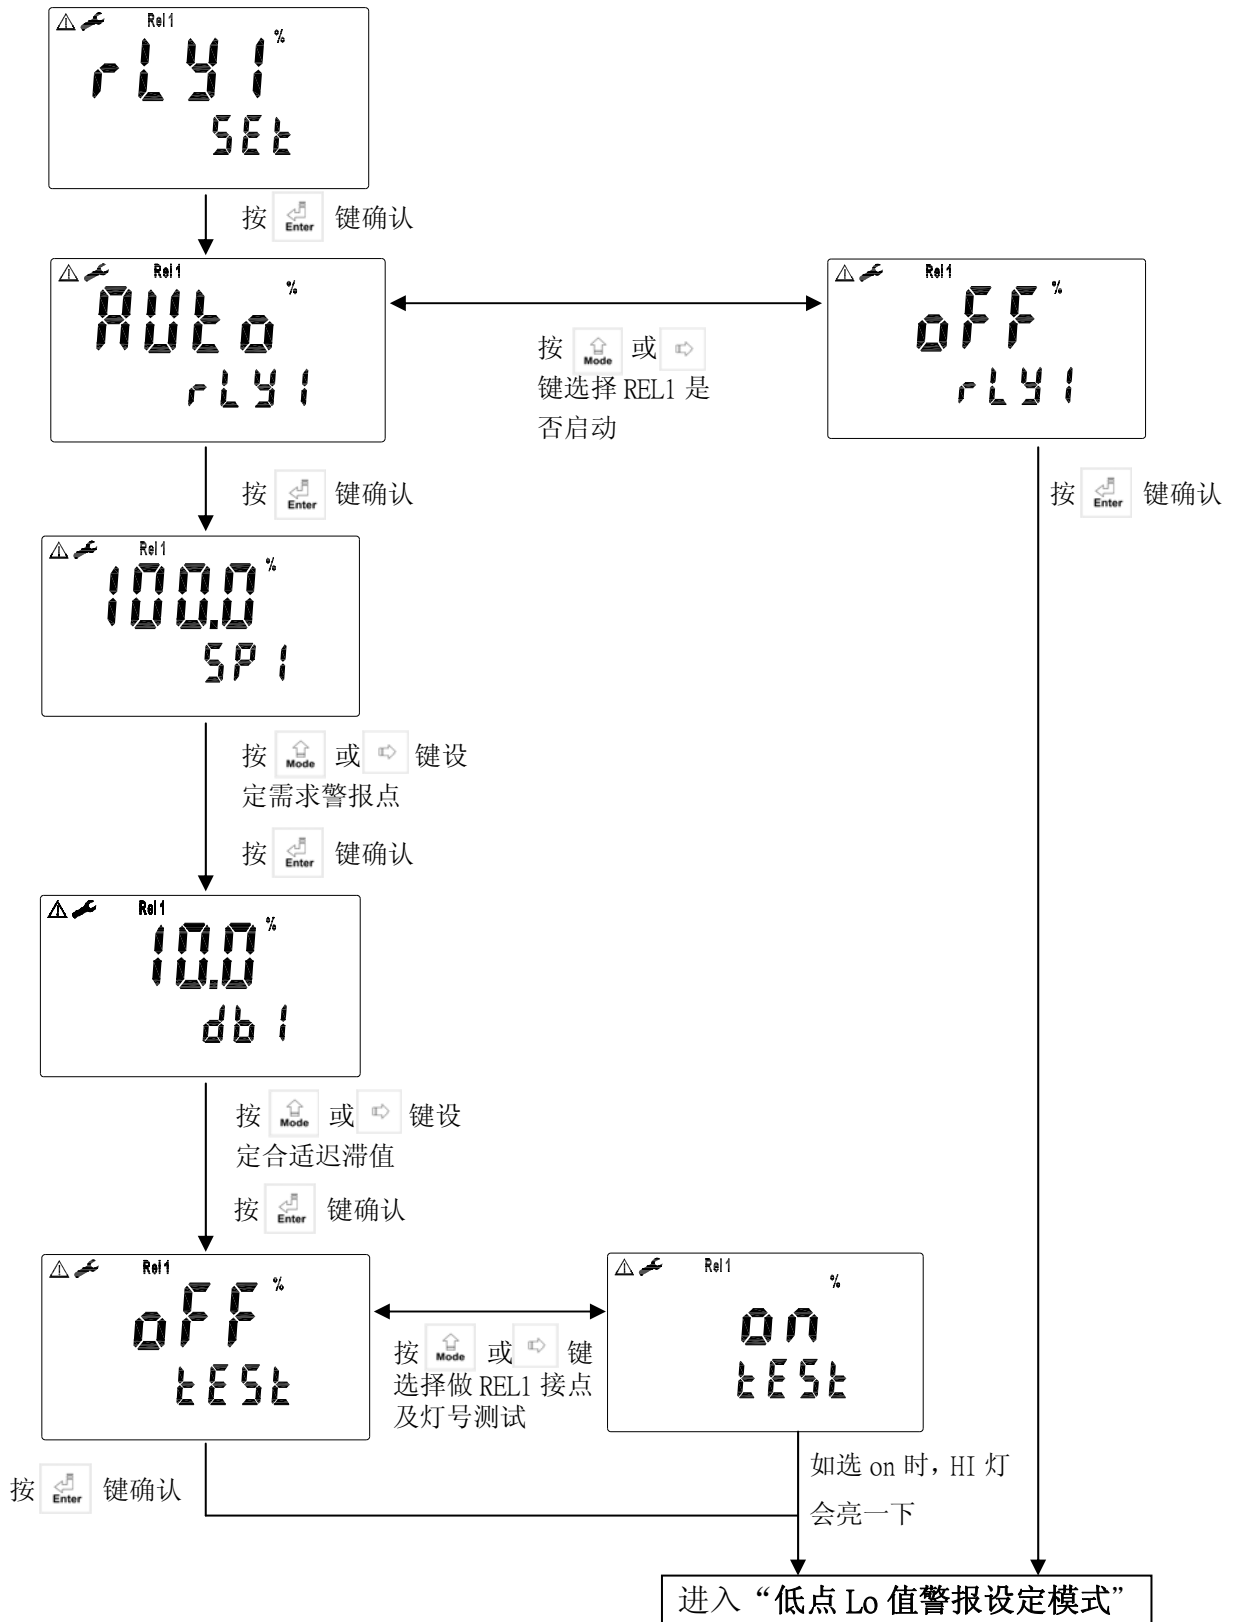 Rel 1
%
rLY1
SEt
按 Enter 键确认
Rel 1
%
AUto
rLY1
按 Mode 或
键选择 REL1 是
否启动
Rel 1
%
oFF
rLY1
按 Enter 键确认
按 Enter 键确认
Rel 1
%
100.0
SP1
按 Mode 或 键设
定需求警报点
按 Enter 键确认
Rel 1
%
10.0
db1
按 Mode 或 键设
定合适迟滞值
按 Enter 键确认
Rel 1
%
oFF
tESt
按 Mode 或 键
选择做 REL1 接点
及灯号测试
Rel 1
%
on
tESt
按 Enter 键确认
如选 on 时，HI 灯
会亮一下
进入“低点 Lo 值警报设定模式”